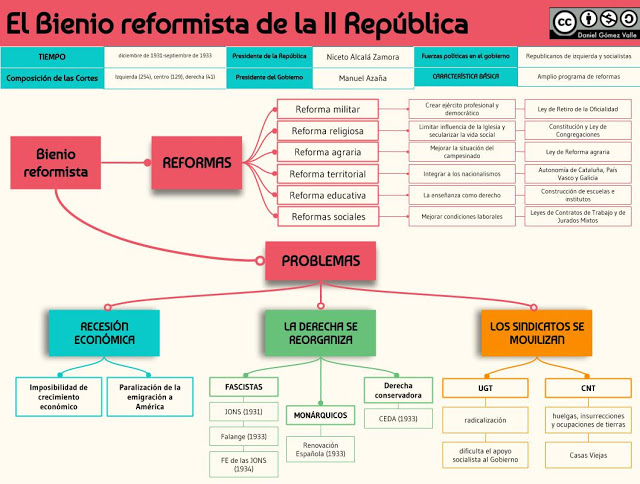 El Bienio reformista de la II República
Daniel Gómez Valle
TIEMPO
diciembre de 1931-septiembre de 1933
Presidente de la República
Niceto Alcalá Zamora
Fuerzas políticas en el gobierno
Republicanos de izquierda y socialistas
Composición de las Cortes
Izquierda (254), centro (129), derecha (41)
Presidente del Gobierno
Manuel Azaña
CARACTERÍSTICA BÁSICA
Amplio programa de reformas
Bienio
reformista
REFORMAS
Reforma militar
Crear ejército profesional y
democrático
Ley de Retiro de la Oficialidad
Reforma religiosa
Limitar influencia de la Iglesia y
secularizar la vida social
Constitución y Ley de
Congregaciones
Reforma agraria
Mejorar la situación del
campesinado
Ley de Reforma agraria
Reforma territorial
Integrar a los nacionalismos
Autonomía de Cataluña, País
Vasco y Galicia
Reforma educativa
La enseñanza como derecho
Construcción de escuelas e
institutos
Reformas sociales
Mejorar condiciones laborales
Leyes de Contratos de Trabajo y de
Jurados Mixtos
PROBLEMAS
RECESIÓN
ECONÓMICA
Imposibilidad de
crecimiento
económico
Paralización de la
emigración a
América
LA DERECHA SE
REORGANIZA
FASCISTAS
JONS (1931)
Falange (1933)
FE de las JONS
(1934)
MONÁRQUICOS
Renovación
Española (1933)
Derecha
conservadora
CEDA (1933)
LOS SINDICATOS SE
MOVILIZAN
UGT
radicalización
dificulta el apoyo
socialista al Gobierno
CNT
huelgas, insurrecciones
y ocupaciones de tierras
Casas Viejas